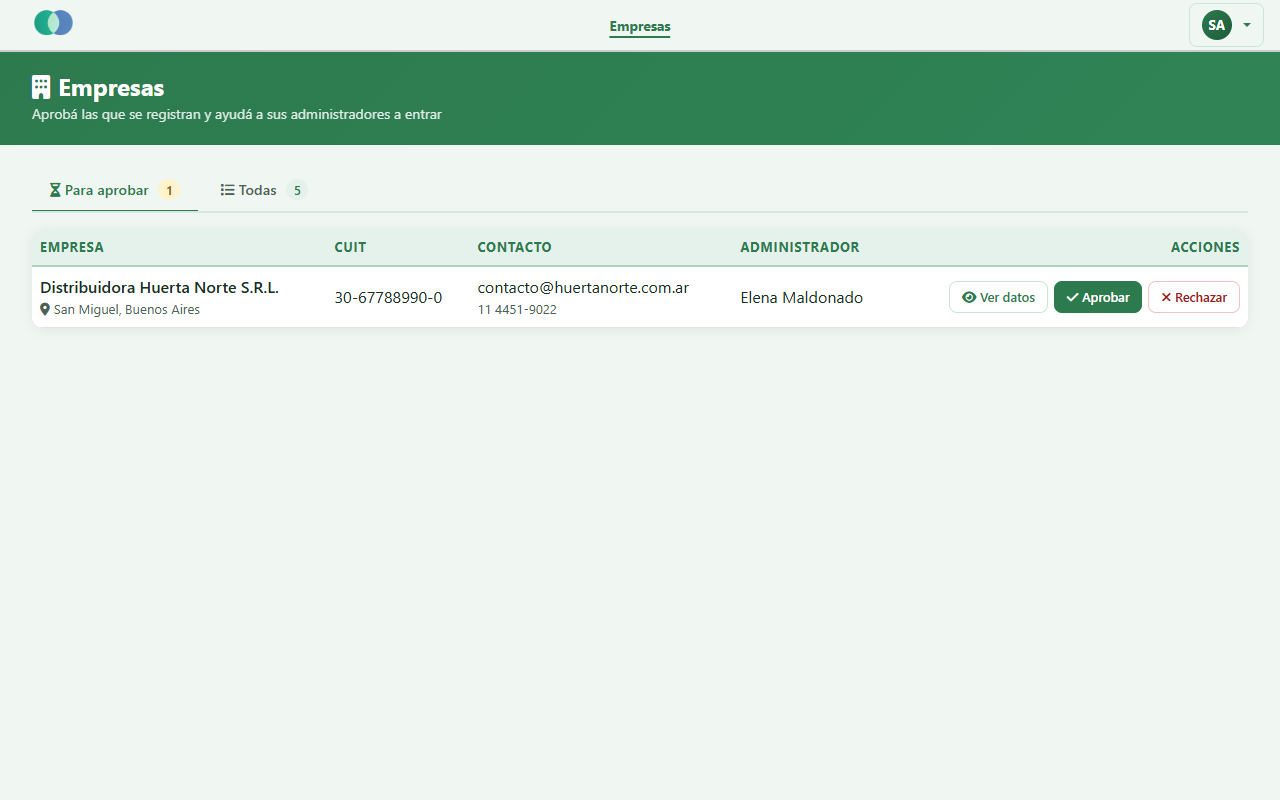 Empresas
SA
Empresas
Aprobá las que se registran y ayudá a sus administradores a entrar
Para aprobar 1
Todas 5
EMPRESA CUIT CONTACTO ADMINISTRADOR ACCIONES
Distribuidora Huerta Norte S.R.L.
San Miguel, Buenos Aires
30-67788990-0
contacto@huertanorte.com.ar
11 4451-9022
Elena Maldonado
Ver datos
Aprobar
Rechazar